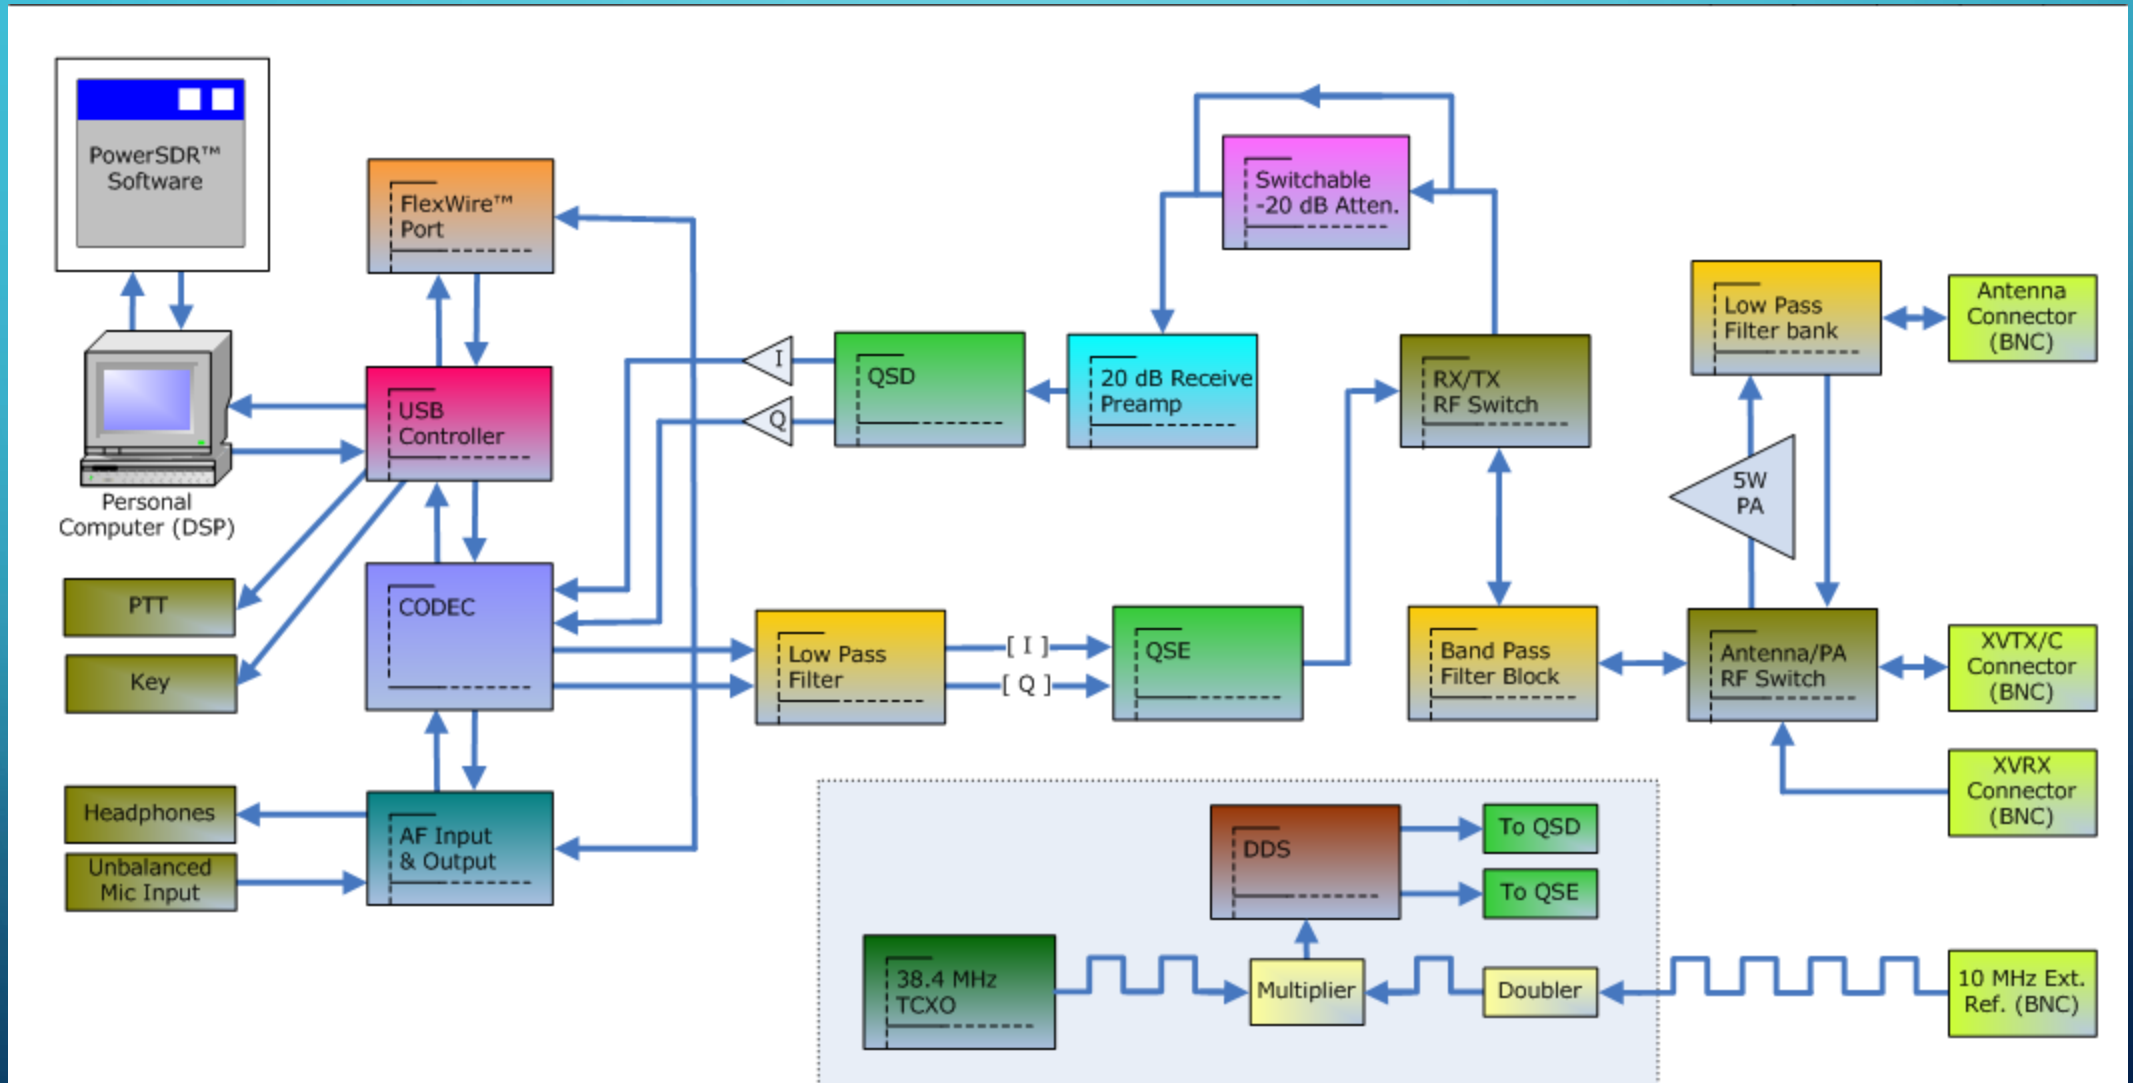 PowerSDR™
Software
FlexWire™
Port
Switchable
-20 dB Atten.
Low Pass
Filter bank
Antenna
Connector
(BNC)
USB
Controller
I
Q
QSD
20 dB Receive
Preamp
RX/TX
RF Switch
5W
PA
Personal
Computer (DSP)
PTT
Key
CODEC
Low Pass
Filter
[ I ]
[ Q ]
QSE
Band Pass
Filter Block
Antenna/PA
RF Switch
XVTX/C
Connector
(BNC)
XVRX
Connector
(BNC)
Headphones
Unbalanced
Mic Input
AF Input
& Output
DDS
To QSD
To QSE
38.4 MHz
TCXO
Multiplier
Doubler
10 MHz Ext.
Ref. (BNC)